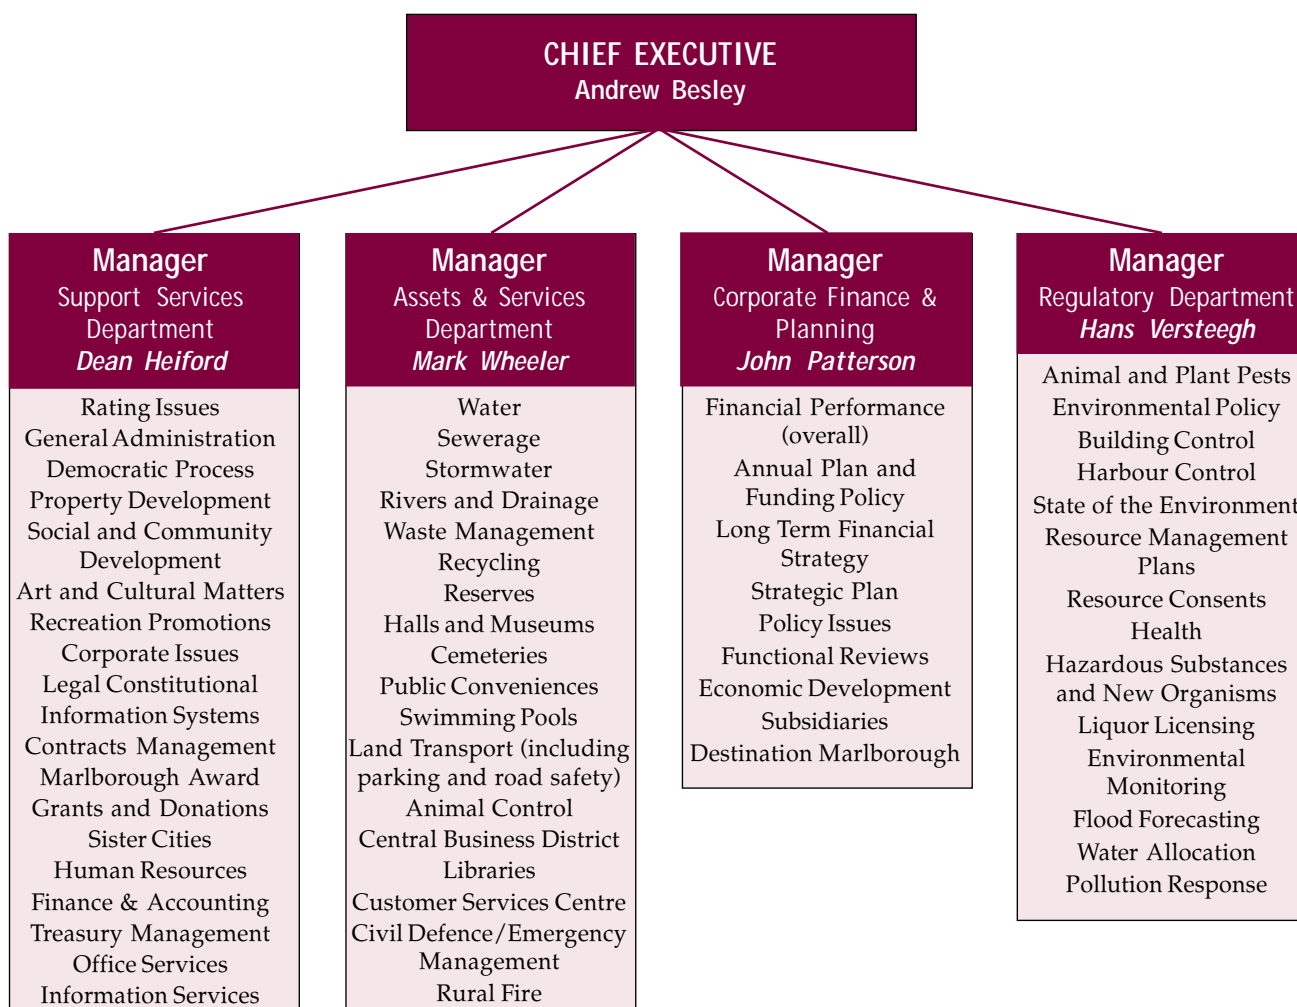 CHIEF EXECUTIVE
Andrew Besley
Manager
Support Services
Department
Dean Heiford
Rating Issues
General Administration
Democratic Process
Property Development
Social and Community
Development
Art and Cultural Matters
Recreation Promotions
Corporate Issues
Legal Constitutional
Information Systems
Contracts Management
Marlborough Award
Grants and Donations
Sister Cities
Human Resources
Finance & Accounting
Treasury Management
Office Services
Information Services
Manager
Assets & Services
Department
Mark Wheeler
Water
Sewerage
Stormwater
Rivers and Drainage
Waste Management
Recycling
Reserves
Halls and Museums
Cemeteries
Public Conveniences
Swimming Pools
Land Transport (including
parking and road safety)
Animal Control
Central Business District
Libraries
Customer Services Centre
Civil Defence/Emergency
Management
Rural Fire
Manager
Corporate Finance &
Planning
John Patterson
Financial Performance
(overall)
Annual Plan and
Funding Policy
Long Term Financial
Strategy
Strategic Plan
Policy Issues
Functional Reviews
Economic Development
Subsidiaries
Destination Marlborough
Manager
Regulatory Department
Hans Versteegh
Animal and Plant Pests
Environmental Policy
Building Control
Harbour Control
State of the Environment
Resource Management
Plans
Resource Consents
Health
Hazardous Substances
and New Organisms
Liquor Licensing
Environmental
Monitoring
Flood Forecasting
Water Allocation
Pollution Response